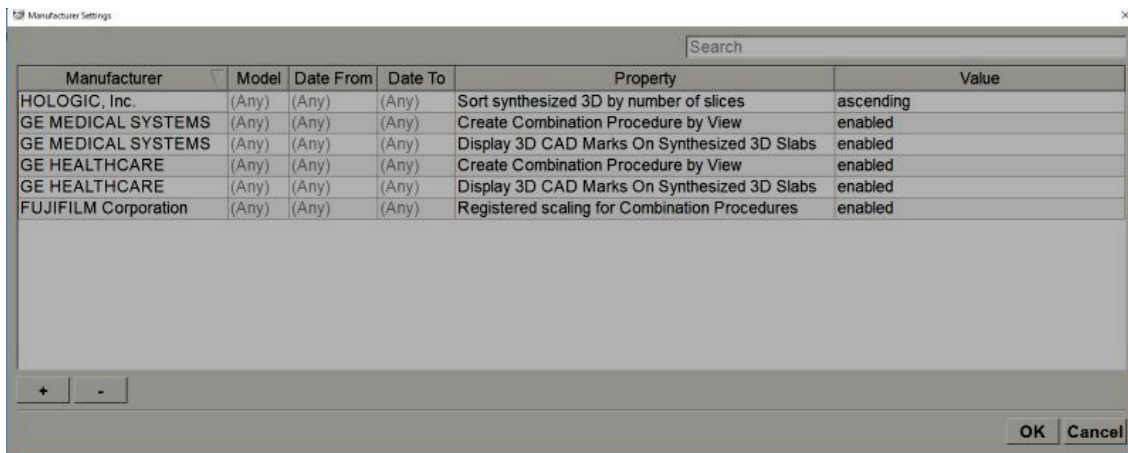 Manufacturer Settings
Search
Manufacturer Model Date From Date To Property Value
HOLOGIC, Inc. (Any) (Any) (Any) Sort synthesized 3D by number of slices ascending
GE MEDICAL SYSTEMS (Any) (Any) (Any) Create Combination Procedure by View enabled
GE MEDICAL SYSTEMS (Any) (Any) (Any) Display 3D CAD Marks On Synthesized 3D Slabs enabled
GE HEALTHCARE (Any) (Any) (Any) Create Combination Procedure by View enabled
GE HEALTHCARE (Any) (Any) (Any) Display 3D CAD Marks On Synthesized 3D Slabs enabled
FUJIFILM Corporation (Any) (Any) (Any) Registered scaling for Combination Procedures enabled
+ -
OK Cancel